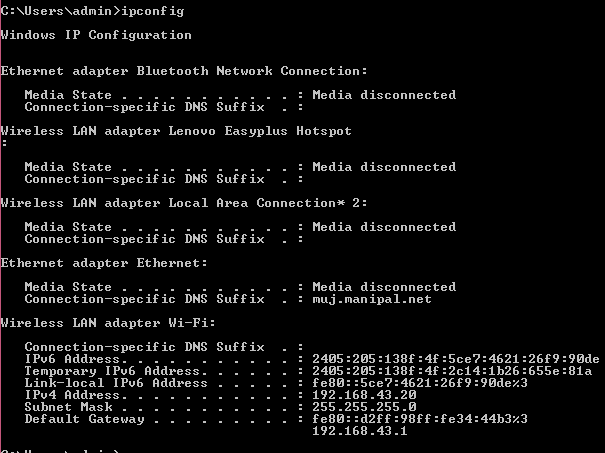 C:\Users\admin>ipconfig
Windows IP Configuration
Ethernet adapter Bluetooth Network Connection:
Media State . . . . . . . . . . . : Media disconnected
Connection-specific DNS Suffix  . :
Wireless LAN adapter Lenovo Easyplus Hotspot
:
Media State . . . . . . . . . . . : Media disconnected
Connection-specific DNS Suffix  . :
Wireless LAN adapter Local Area Connection* 2:
Media State . . . . . . . . . . . : Media disconnected
Connection-specific DNS Suffix  . :
Ethernet adapter Ethernet:
Media State . . . . . . . . . . . : Media disconnected
Connection-specific DNS Suffix  . : muj.manipal.net
Wireless LAN adapter Wi-Fi:
Connection-specific DNS Suffix  . :
IPv6 Address. . . . . . . . . . . : 2405:205:138f:4f:5ce7:4621:26f9:90de
Temporary IPv6 Address. . . . . . : 2405:205:138f:4f:2c14:1b26:655e:81a
Link-local IPv6 Address . . . . . : fe80::5ce7:4621:26f9:90de%3
IPv4 Address. . . . . . . . . . . : 192.168.43.20
Subnet Mask . . . . . . . . . . . : 255.255.255.0
Default Gateway . . . . . . . . . : fe80::d2ff:98ff:fe34:44b3%3
192.168.43.1